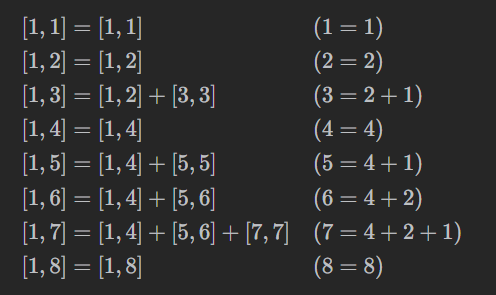 [1, 1] = [1, 1] (1 = 1)
[1, 2] = [1, 2] (2 = 2)
[1, 3] = [1, 2] + [3, 3] (3 = 2 + 1)
[1, 4] = [1, 4] (4 = 4)
[1, 5] = [1, 4] + [5, 5] (5 = 4 + 1)
[1, 6] = [1, 4] + [5, 6] (6 = 4 + 2)
[1, 7] = [1, 4] + [5, 6] + [7, 7] (7 = 4 + 2 + 1)
[1, 8] = [1, 8] (8 = 8)